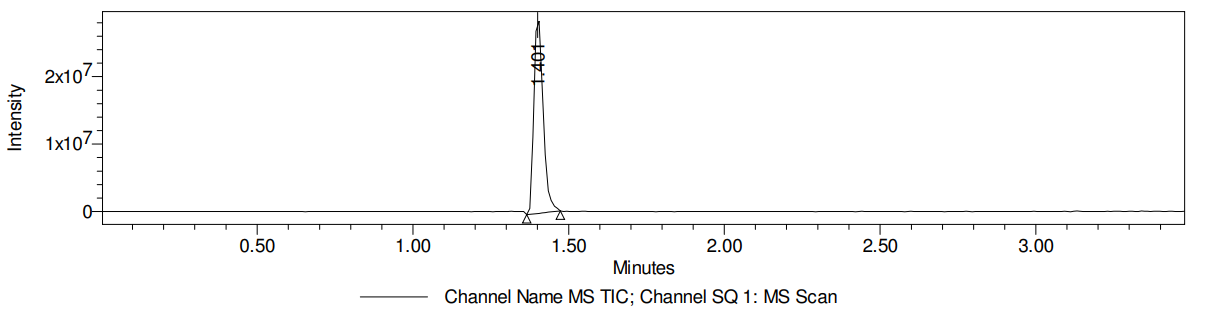 1.401
Intensity
2x10⁷
1x10⁷
0
0.50 1.00 1.50 2.00 2.50 3.00
Minutes
Channel Name MS TIC; Channel SQ 1: MS Scan